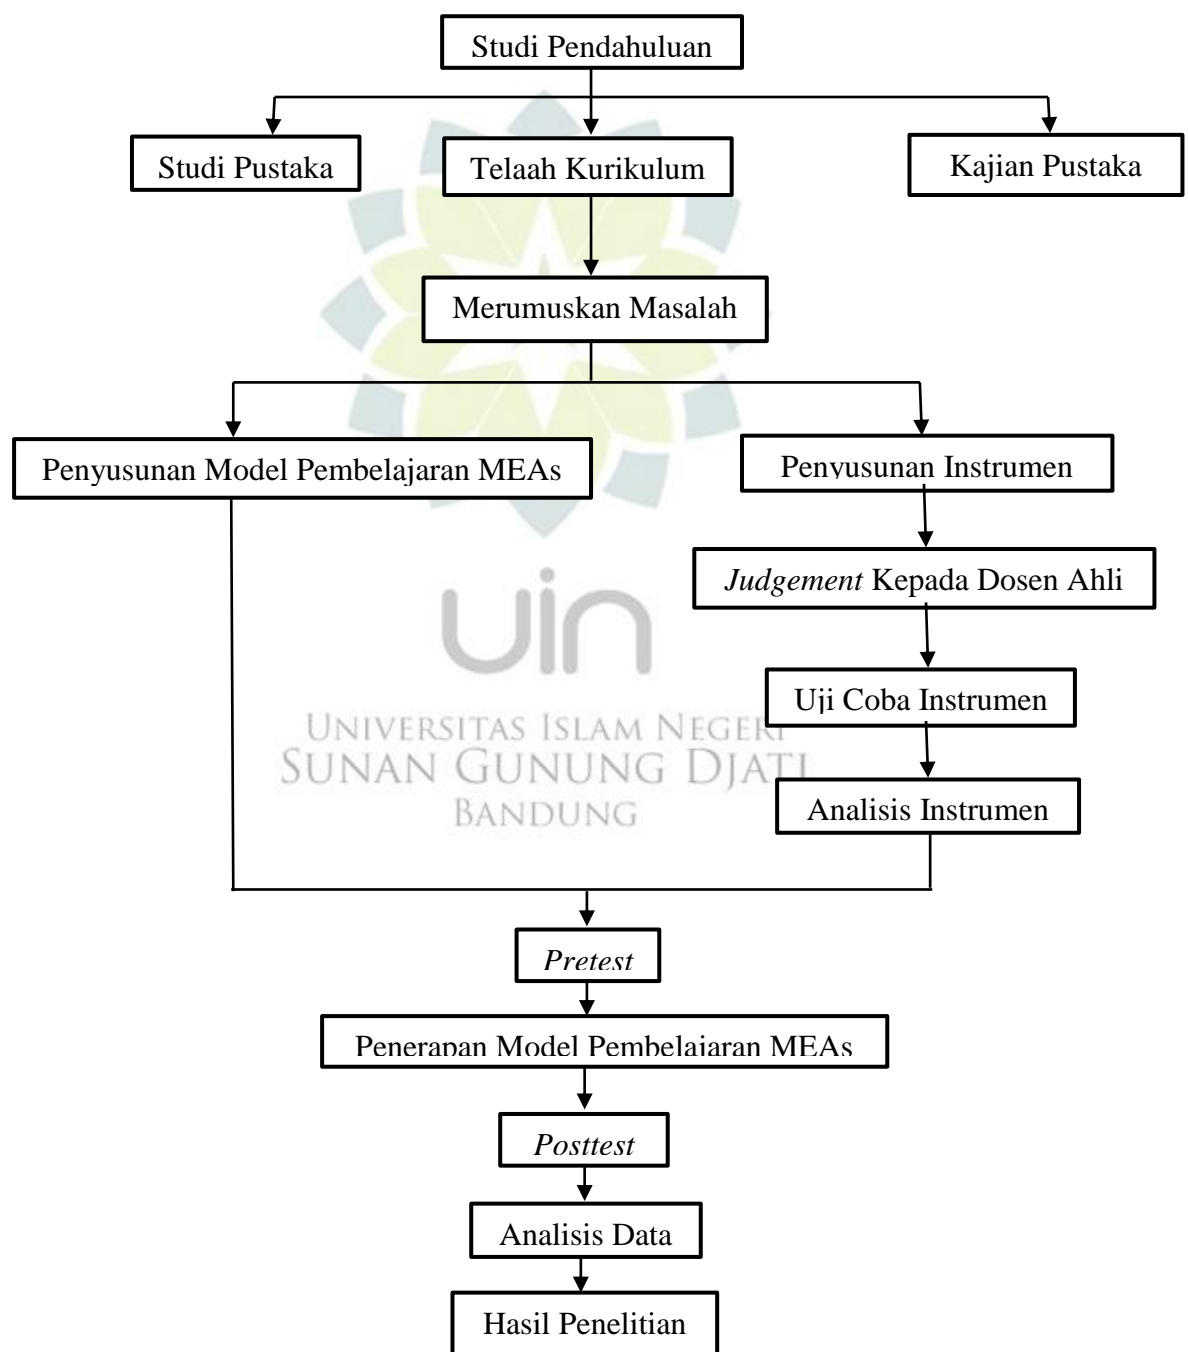 Studi Pendahuluan
Studi Pustaka
Telaah Kurikulum
Kajian Pustaka
Merumuskan Masalah
Penyusunan Model Pembelajaran MEAs
Penyusunan Instrumen
Judgement Kepada Dosen Ahli
uin
Uji Coba Instrumen
UNIVERSITAS ISLAM NEGERI
SUNAN GUNUNG DJATI
BANDUNG
Analisis Instrumen
Pretest
Penerapan Model Pembelajaran MEAs
Posttest
Analisis Data
Hasil Penelitian